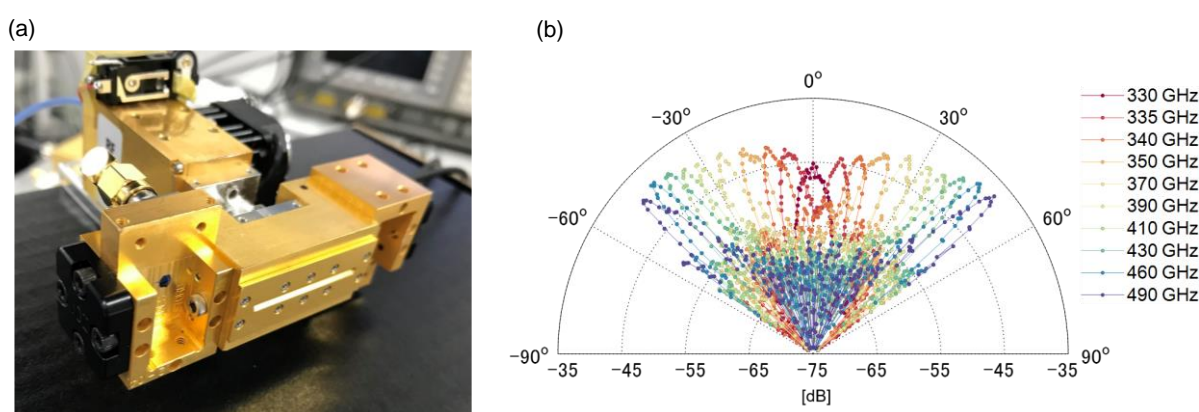 (a)
(b)
0°
-30°
30°
-60°
60°
-90°
90°
-35 -45 -55 -65 -75 -65 -55 -45 -35
[dB]
330 GHz
335 GHz
340 GHz
350 GHz
370 GHz
390 GHz
410 GHz
430 GHz
460 GHz
490 GHz